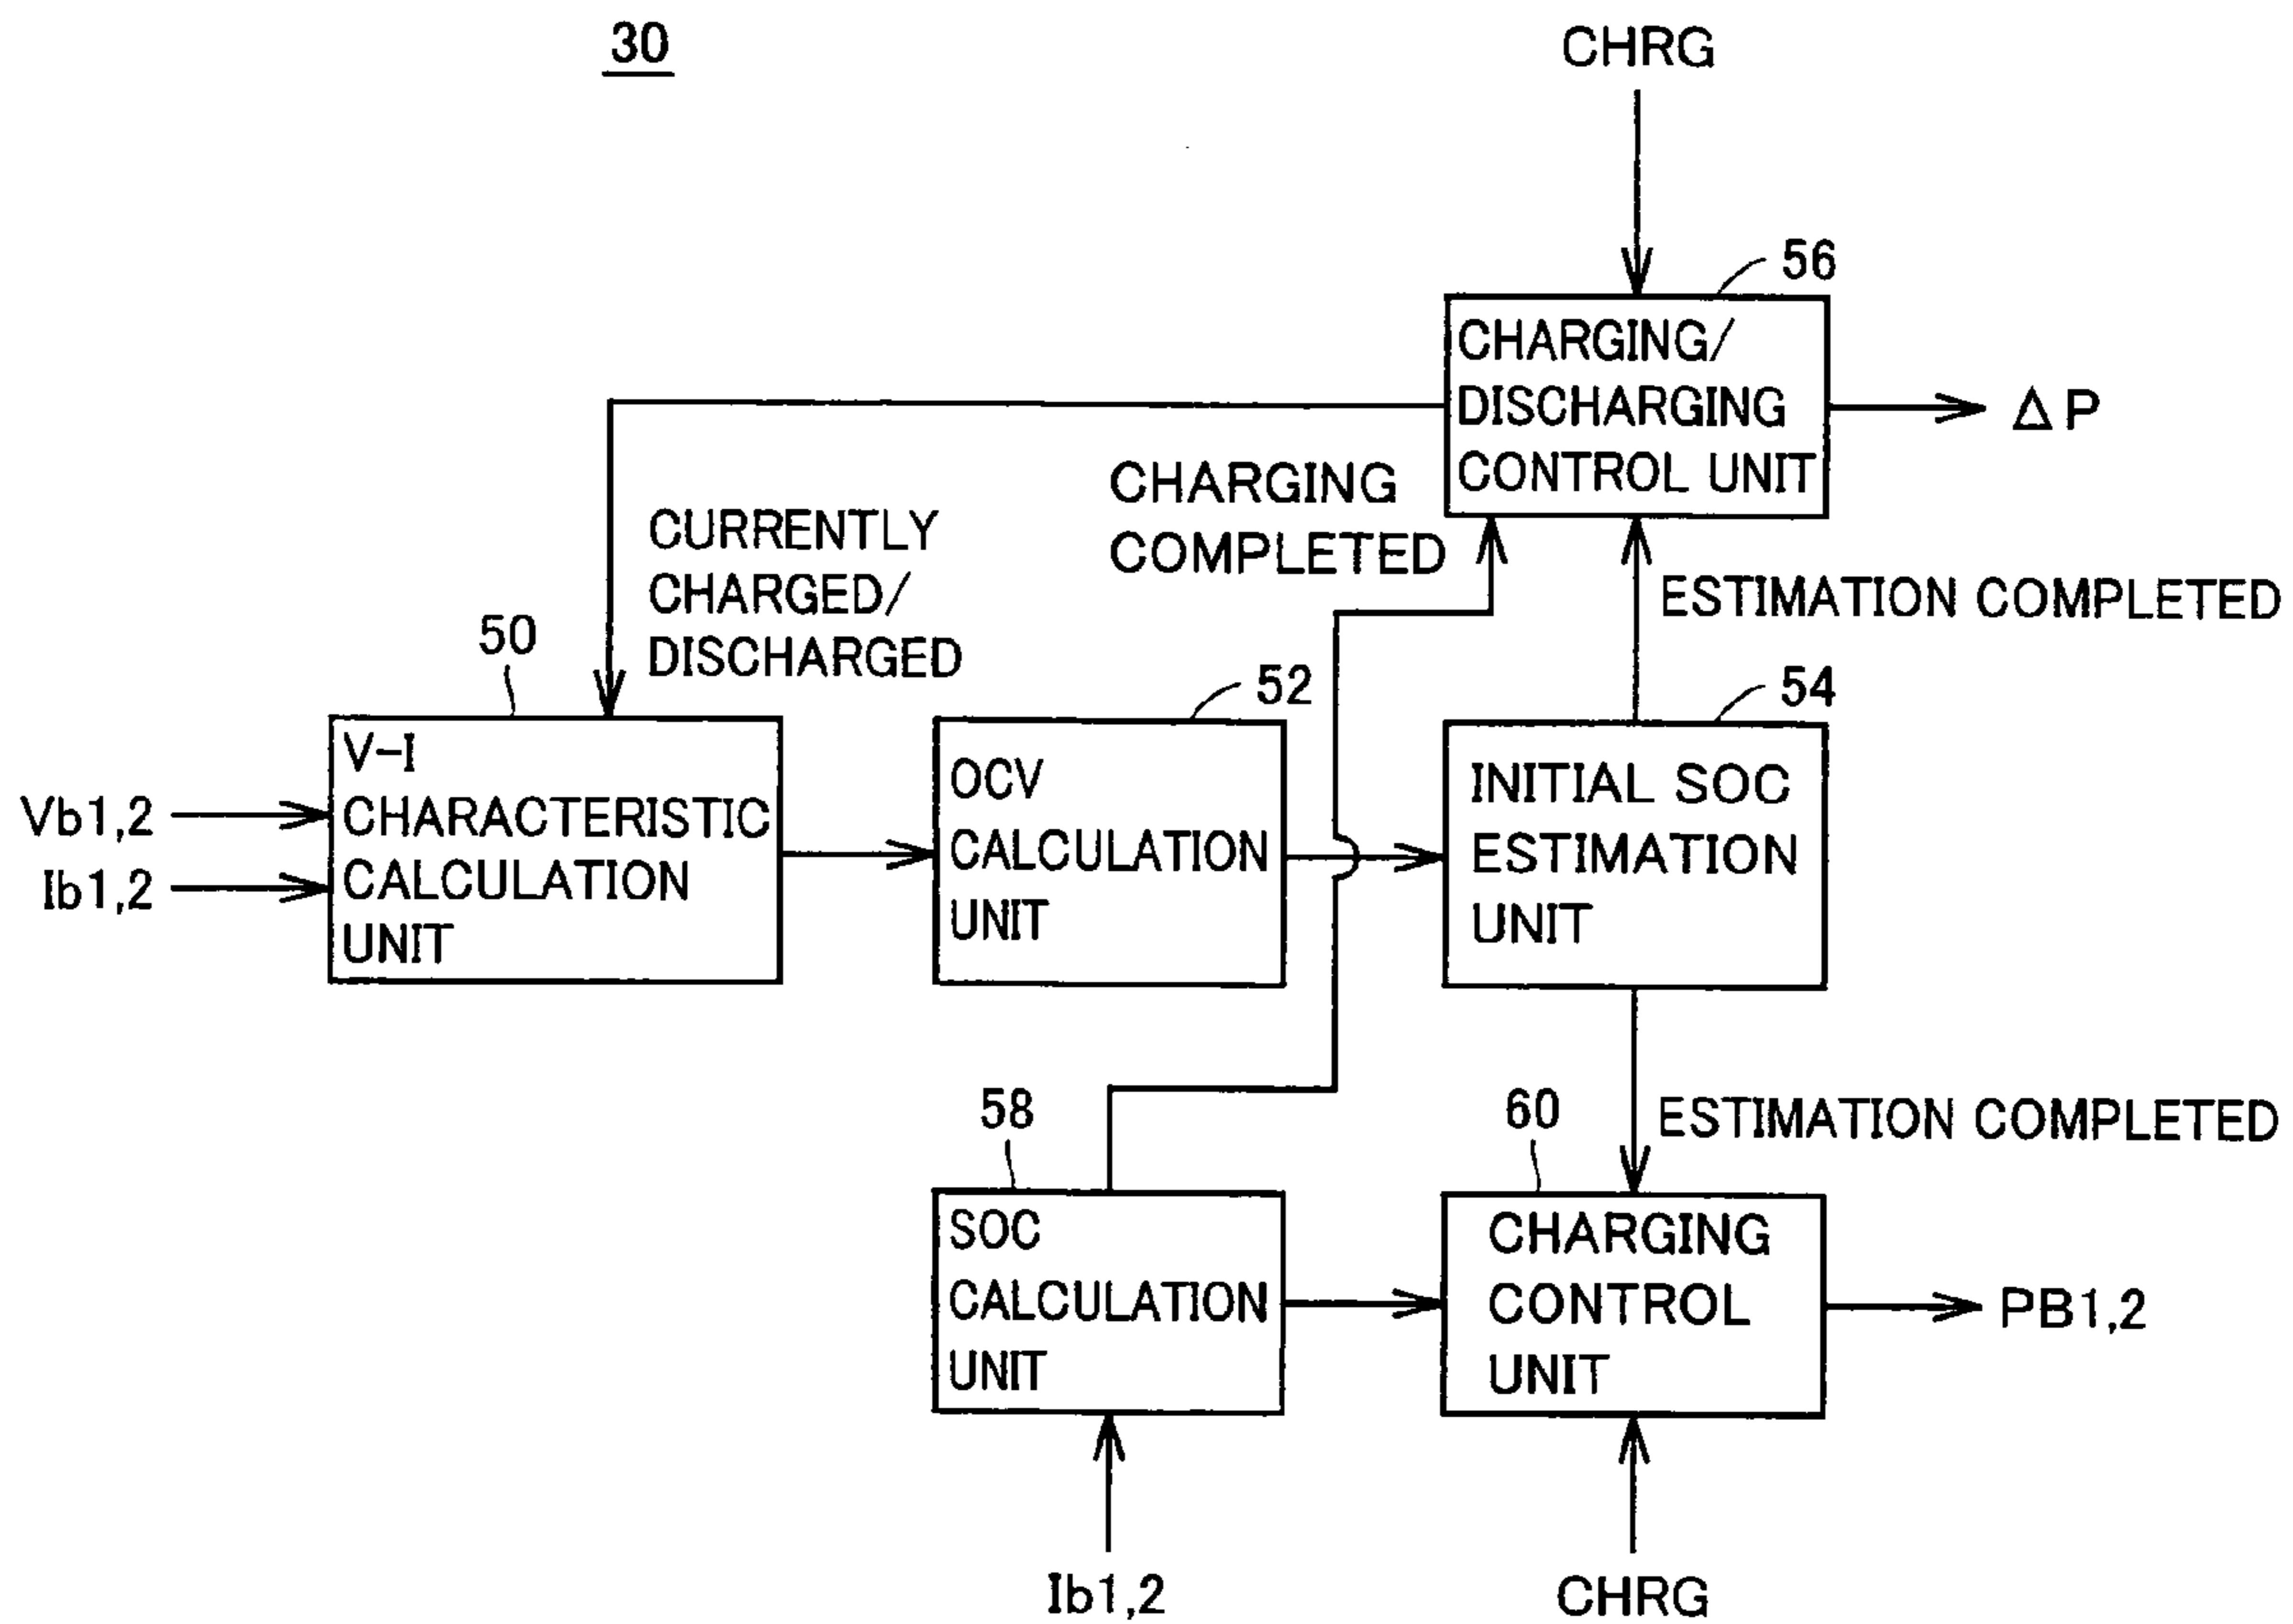 30
CHRG
56
CHARGING/
DISCHARGING
CONTROL UNIT
ΔP
CHARGING
COMPLETED
CURRENTLY
CHARGED/
DISCHARGED
ESTIMATION COMPLETED
50
52
54
V-I
CHARACTERISTIC
CALCULATION
UNIT
Vb1,2
Ib1,2
OCV
CALCULATION
UNIT
INITIAL SOC
ESTIMATION
UNIT
58
60
ESTIMATION COMPLETED
SOC
CALCULATION
UNIT
CHARGING
CONTROL
UNIT
PB1,2
Ib1,2
CHRG